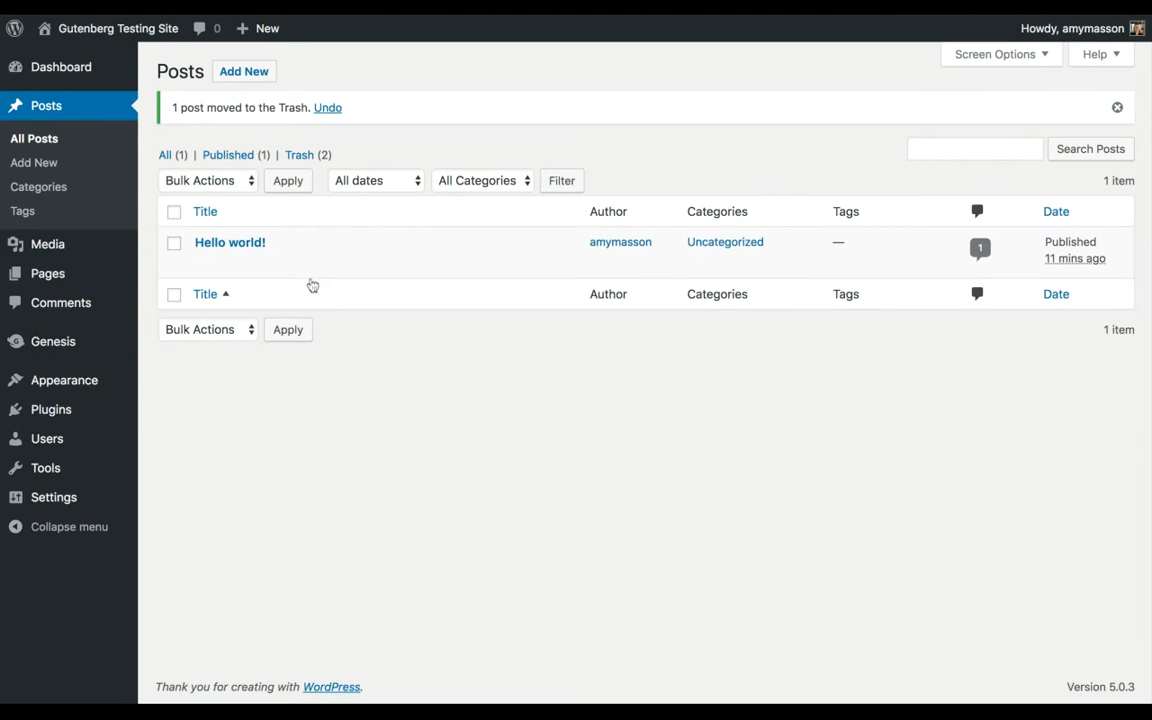 Gutenberg Testing Site 0 New Howdy, amymasson
Screen Options Help
Dashboard
Posts
All Posts
Add New
Categories
Tags
Media
Pages
Comments
Genesis
Appearance
Plugins
Users
Tools
Settings
Collapse menu
Posts Add New
1 post moved to the Trash. Undo
All (1) | Published (1) | Trash (2)
Search Posts
Bulk Actions Apply All dates All Categories Filter 1 item
Title Author Categories Tags Date
Hello world! amymasson Uncategorized — 1 Published
11 mins ago
Title Author Categories Tags Date
Bulk Actions Apply 1 item
Thank you for creating with WordPress. Version 5.0.3